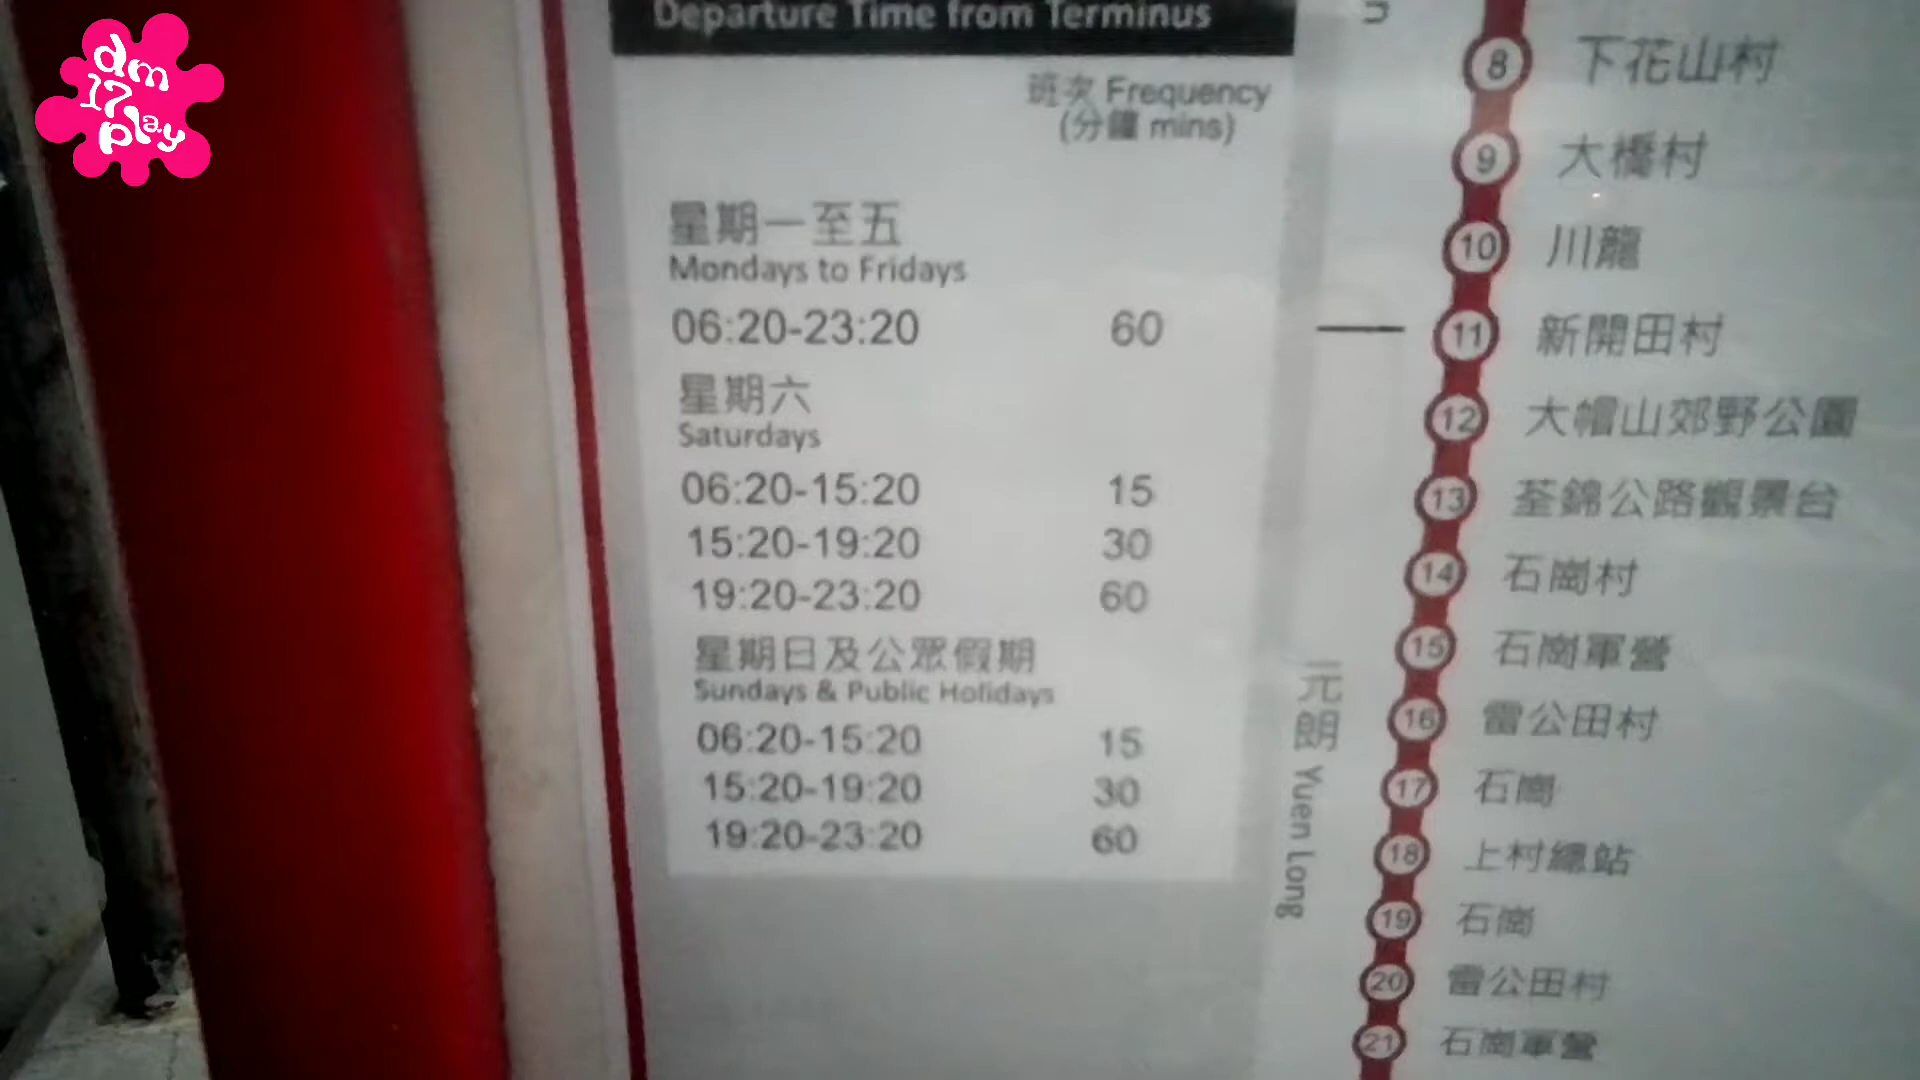 dm
17
play
Departure Time from Terminus
班次 Frequency
(分鐘 mins)
星期一至五
Mondays to Fridays
06:20-23:20 60
星期六
Saturdays
06:20-15:20 15
15:20-19:20 30
19:20-23:20 60
星期日及公眾假期
Sundays & Public Holidays
06:20-15:20 15
15:20-19:20 30
19:20-23:20 60
元朗 Yuen Long
8 下花山村
9 大橋村
10 川龍
11 新開田村
12 大帽山郊野公園
13 荃錦公路觀景台
14 石崗村
15 石崗軍營
16 雷公田村
17 石崗
18 上村總站
19 石崗
20 雷公田村
21 石崗軍營